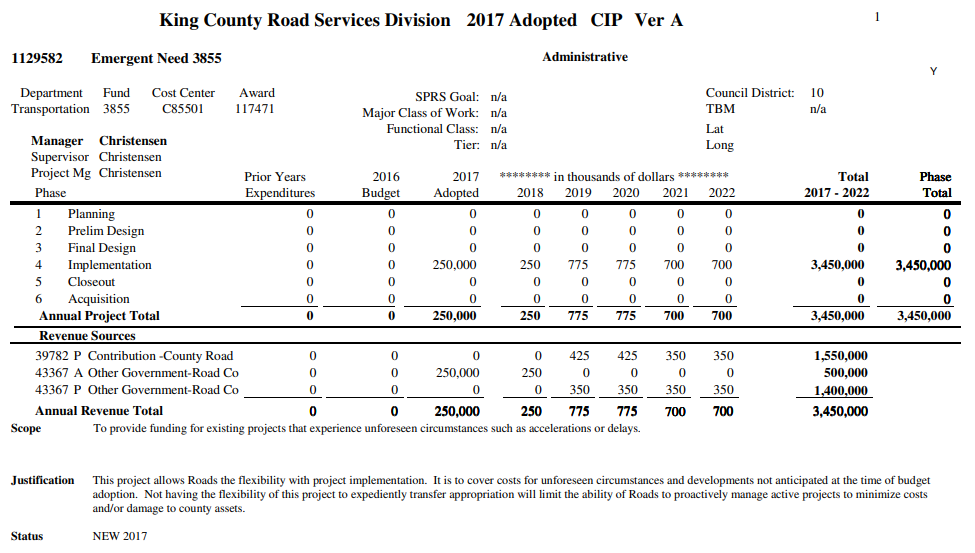 King County Road Services Division 2017 Adopted CIP Ver A 1
1129582 Emergent Need 3855 Administrative
Y
Department Fund Cost Center Award
Transportation 3855 C85501 117471
SPRS Goal: n/a
Major Class of Work: n/a
Functional Class: n/a
Tier: n/a
Council District: 10
TBM n/a
Lat
Long
Manager Christensen
Supervisor Christensen
Project Mg Christensen
Prior Years 2016 2017 ******** in thousands of dollars ******** Total Phase
Phase Expenditures Budget Adopted 2018 2019 2020 2021 2022 2017 - 2022 Total
1 Planning 0 0 0 0 0 0 0 0 0 0
2 Prelim Design 0 0 0 0 0 0 0 0 0 0
3 Final Design 0 0 0 0 0 0 0 0 0 0
4 Implementation 0 0 250,000 250 775 775 700 700 3,450,000 3,450,000
5 Closeout 0 0 0 0 0 0 0 0 0 0
6 Acquisition 0 0 0 0 0 0 0 0 0 0
Annual Project Total 0 0 250,000 250 775 775 700 700 3,450,000 3,450,000
Revenue Sources
39782 P Contribution -County Road 0 0 0 0 425 425 350 350 1,550,000
43367 A Other Government-Road Co 0 0 250,000 250 0 0 0 0 500,000
43367 P Other Government-Road Co 0 0 0 0 350 350 350 350 1,400,000
Annual Revenue Total 0 0 250,000 250 775 775 700 700 3,450,000
Scope To provide funding for existing projects that experience unforeseen circumstances such as accelerations or delays.
Justification This project allows Roads the flexibility with project implementation. It is to cover costs for unforeseen circumstances and developments not anticipated at the time of budget
adoption. Not having the flexibility of this project to expediently transfer appropriation will limit the ability of Roads to proactively manage active projects to minimize costs
and/or damage to county assets.
Status NEW 2017